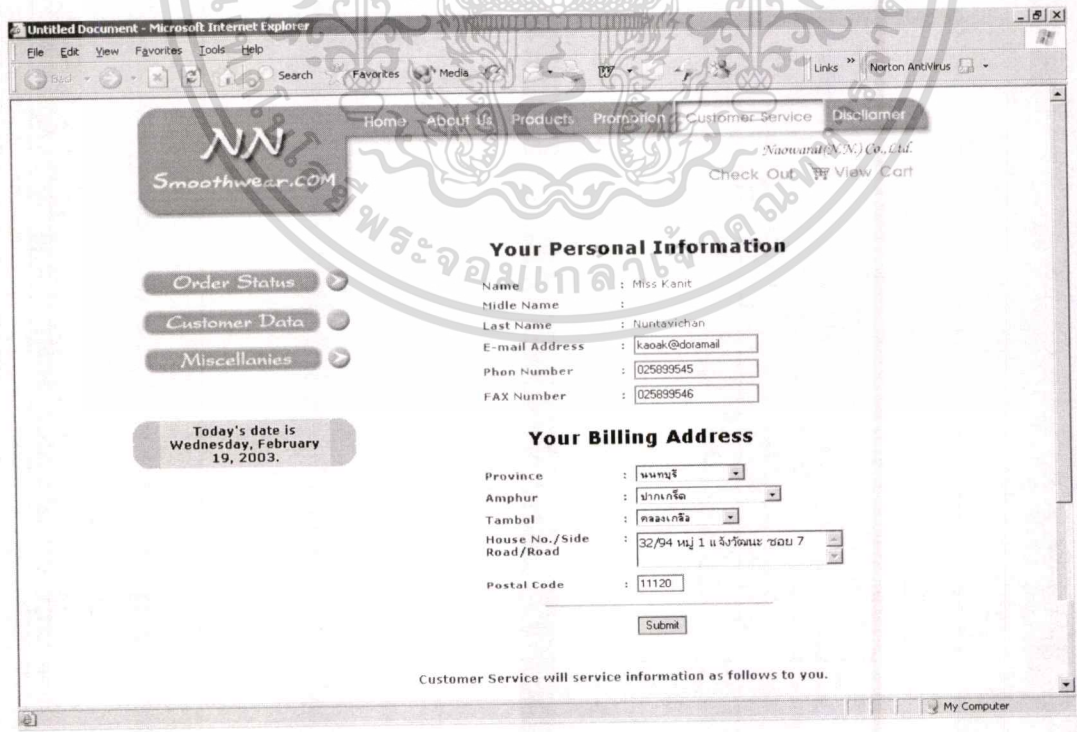 Untitled Document - Microsoft Internet Explorer
File Edit View Favorites Tools Help
Back Search Favorites Media Links » Norton AntiVirus
Home About Us Products Promotion Customer Service Discliamer
NN
Smoothwear.COM
Naowarat(N.N.) Co.,Ltd.
Check Out View Cart
Your Personal Information
Order Status
Customer Data
Miscellanies
Name : Miss Kanit
Midle Name :
Last Name : Nuntavichan
E-mail Address : kaoak@doramail
Phon Number : 025899545
FAX Number : 025899546
Today's date is
Wednesday, February
19, 2003.
Your Billing Address
Province : นนทบุรี
Amphur : ปากเกร็ด
Tambol : คลองเกลือ
House No./Side
Road/Road : 32/94 หมู่ 1 แจ้งวัฒนะ ซอย 7
Postal Code : 11120
Submit
Customer Service will service information as follows to you.
My Computer